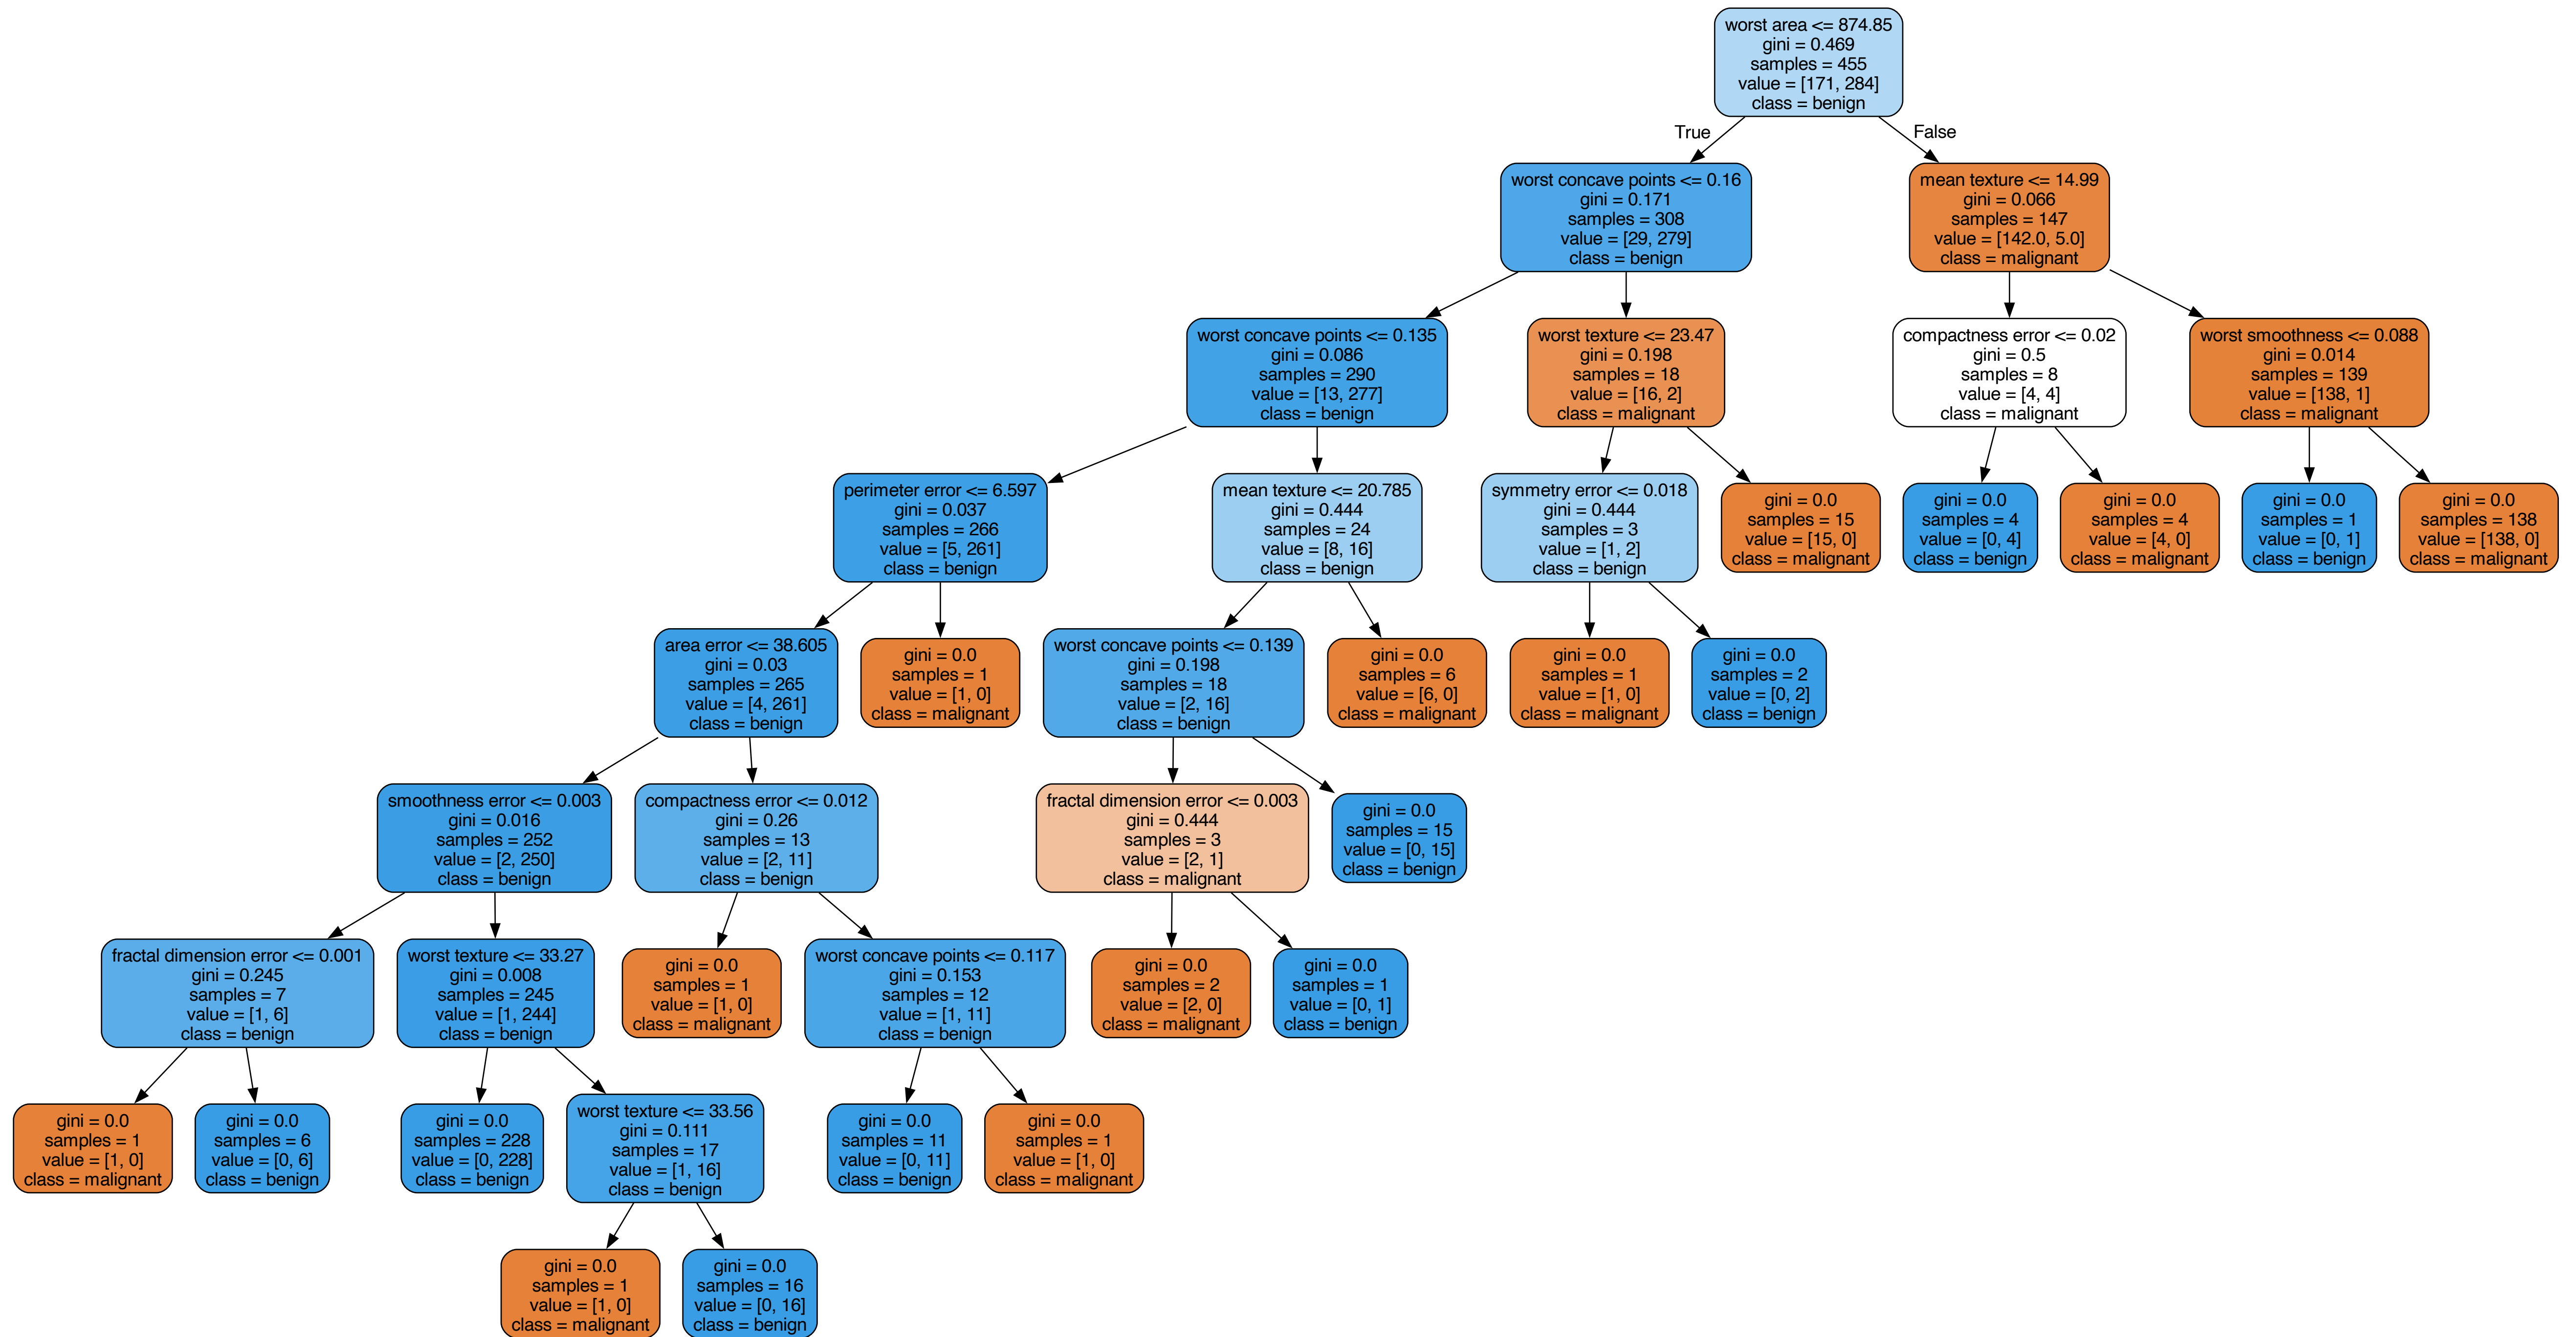 worst area <= 874.85
gini = 0.469
samples = 455
value = [171, 284]
class = benign
True
False
worst concave points <= 0.16
gini = 0.171
samples = 308
value = [29, 279]
class = benign
mean texture <= 14.99
gini = 0.066
samples = 147
value = [142.0, 5.0]
class = malignant
worst concave points <= 0.135
gini = 0.086
samples = 290
value = [13, 277]
class = benign
worst texture <= 23.47
gini = 0.198
samples = 18
value = [16, 2]
class = malignant
compactness error <= 0.02
gini = 0.5
samples = 8
value = [4, 4]
class = malignant
worst smoothness <= 0.088
gini = 0.014
samples = 139
value = [138, 1]
class = malignant
perimeter error <= 6.597
gini = 0.037
samples = 266
value = [5, 261]
class = benign
mean texture <= 20.785
gini = 0.444
samples = 24
value = [8, 16]
class = benign
symmetry error <= 0.018
gini = 0.444
samples = 3
value = [1, 2]
class = benign
gini = 0.0
samples = 15
value = [15, 0]
class = malignant
gini = 0.0
samples = 4
value = [0, 4]
class = benign
gini = 0.0
samples = 4
value = [4, 0]
class = malignant
gini = 0.0
samples = 1
value = [0, 1]
class = benign
gini = 0.0
samples = 138
value = [138, 0]
class = malignant
area error <= 38.605
gini = 0.03
samples = 265
value = [4, 261]
class = benign
gini = 0.0
samples = 1
value = [1, 0]
class = malignant
worst concave points <= 0.139
gini = 0.198
samples = 18
value = [2, 16]
class = benign
gini = 0.0
samples = 6
value = [6, 0]
class = malignant
gini = 0.0
samples = 1
value = [1, 0]
class = malignant
gini = 0.0
samples = 2
value = [0, 2]
class = benign
smoothness error <= 0.003
gini = 0.016
samples = 252
value = [2, 250]
class = benign
compactness error <= 0.012
gini = 0.26
samples = 13
value = [2, 11]
class = benign
fractal dimension error <= 0.003
gini = 0.444
samples = 3
value = [2, 1]
class = malignant
gini = 0.0
samples = 15
value = [0, 15]
class = benign
fractal dimension error <= 0.001
gini = 0.245
samples = 7
value = [1, 6]
class = benign
worst texture <= 33.27
gini = 0.008
samples = 245
value = [1, 244]
class = benign
gini = 0.0
samples = 1
value = [1, 0]
class = malignant
worst concave points <= 0.117
gini = 0.153
samples = 12
value = [1, 11]
class = benign
gini = 0.0
samples = 2
value = [2, 0]
class = malignant
gini = 0.0
samples = 1
value = [0, 1]
class = benign
gini = 0.0
samples = 1
value = [1, 0]
class = malignant
gini = 0.0
samples = 6
value = [0, 6]
class = benign
gini = 0.0
samples = 228
value = [0, 228]
class = benign
worst texture <= 33.56
gini = 0.111
samples = 17
value = [1, 16]
class = benign
gini = 0.0
samples = 11
value = [0, 11]
class = benign
gini = 0.0
samples = 1
value = [1, 0]
class = malignant
gini = 0.0
samples = 1
value = [1, 0]
class = malignant
gini = 0.0
samples = 16
value = [0, 16]
class = benign